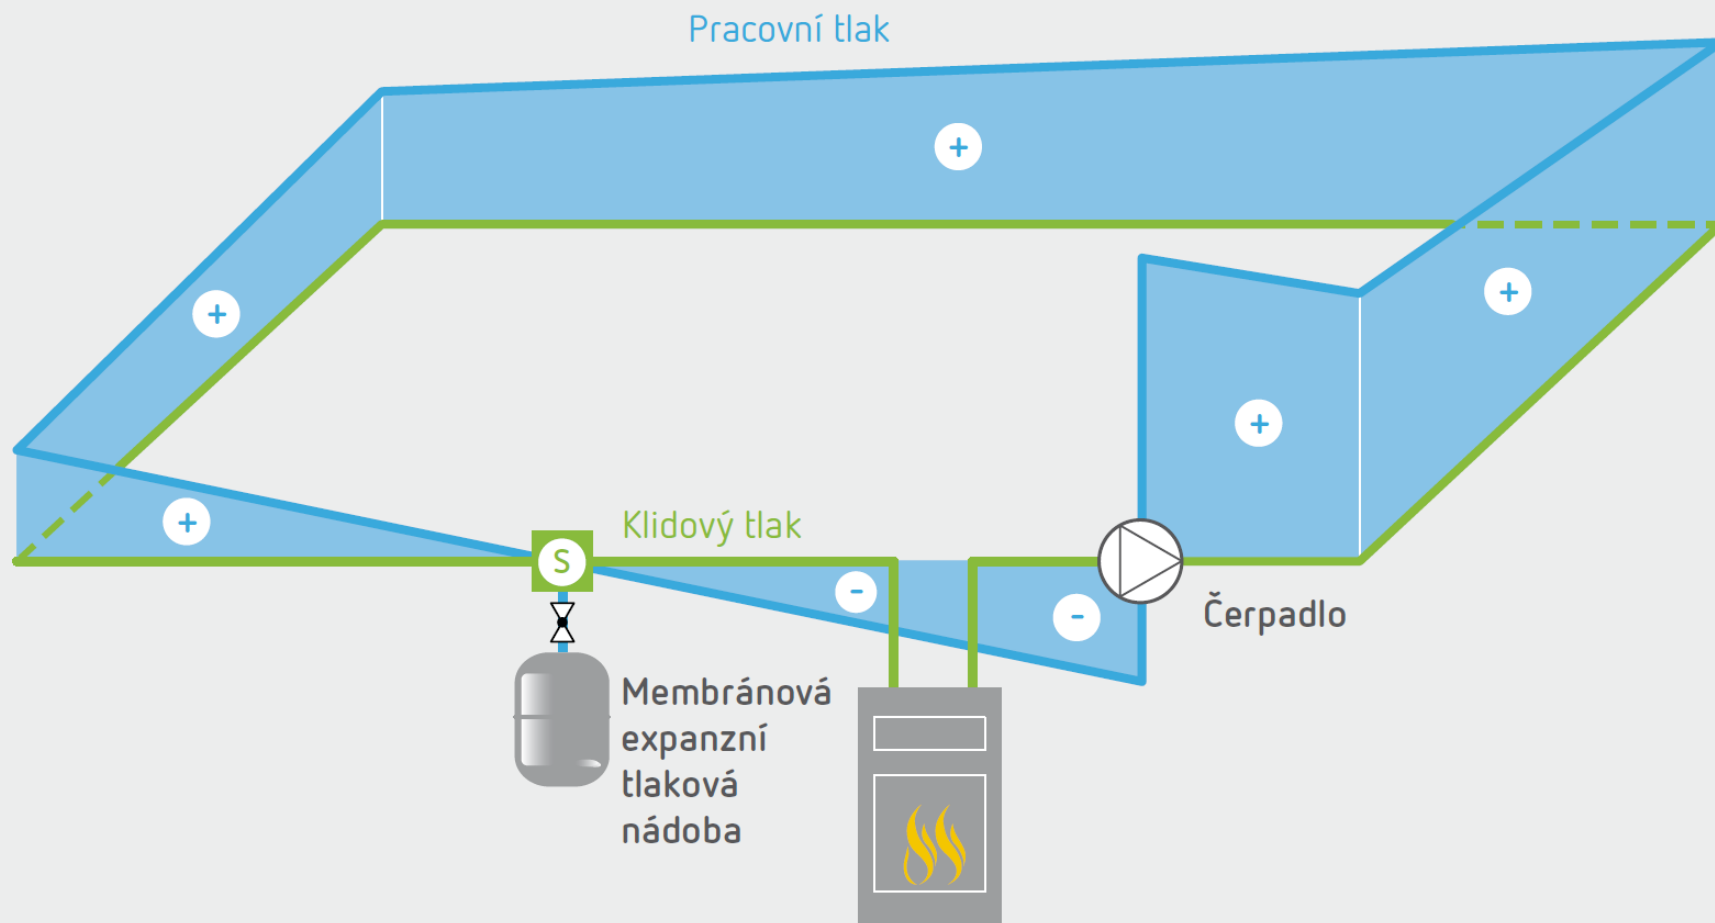 Pracovní tlak
+
+
+
+
+
S
Klidový tlak
-
-
Čerpadlo
Membránová
expanzní
tlaková
nádoba